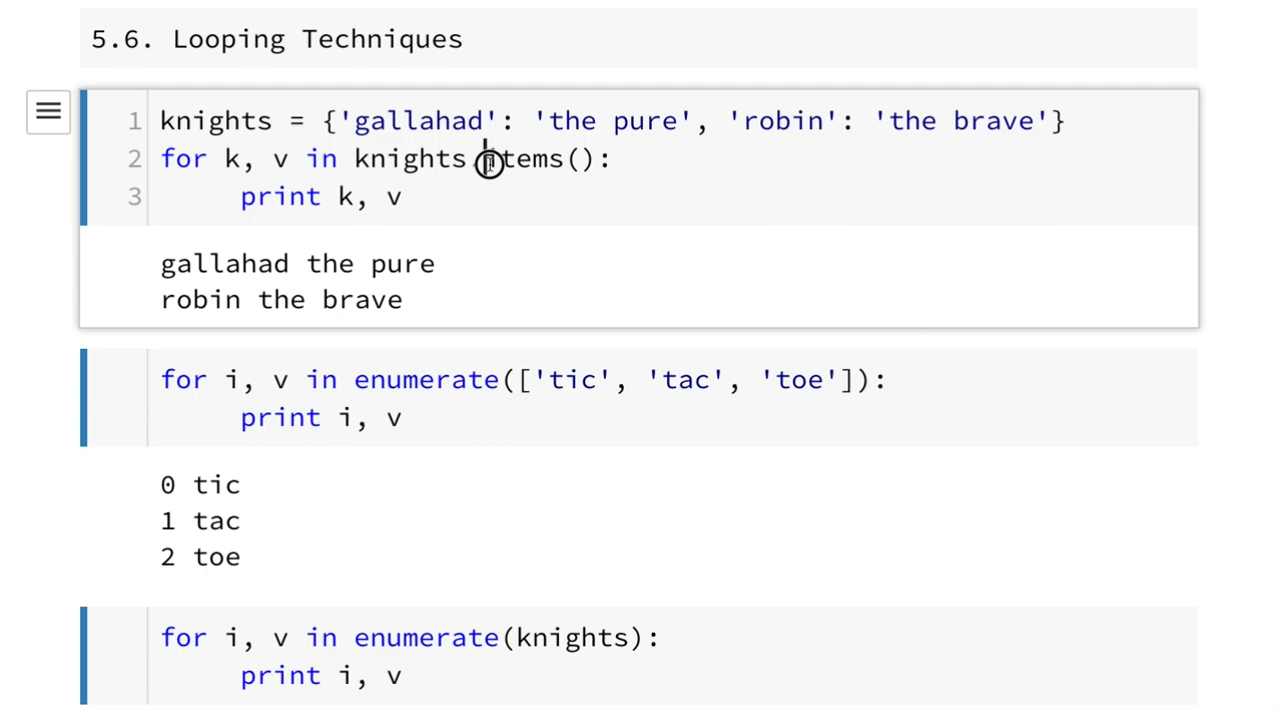 5.6. Looping Techniques
1 knights = {'gallahad': 'the pure', 'robin': 'the brave'}
2 for k, v in knights.items():
3 print k, v
gallahad the pure
robin the brave
for i, v in enumerate(['tic', 'tac', 'toe']):
print i, v
0 tic
1 tac
2 toe
for i, v in enumerate(knights):
print i, v